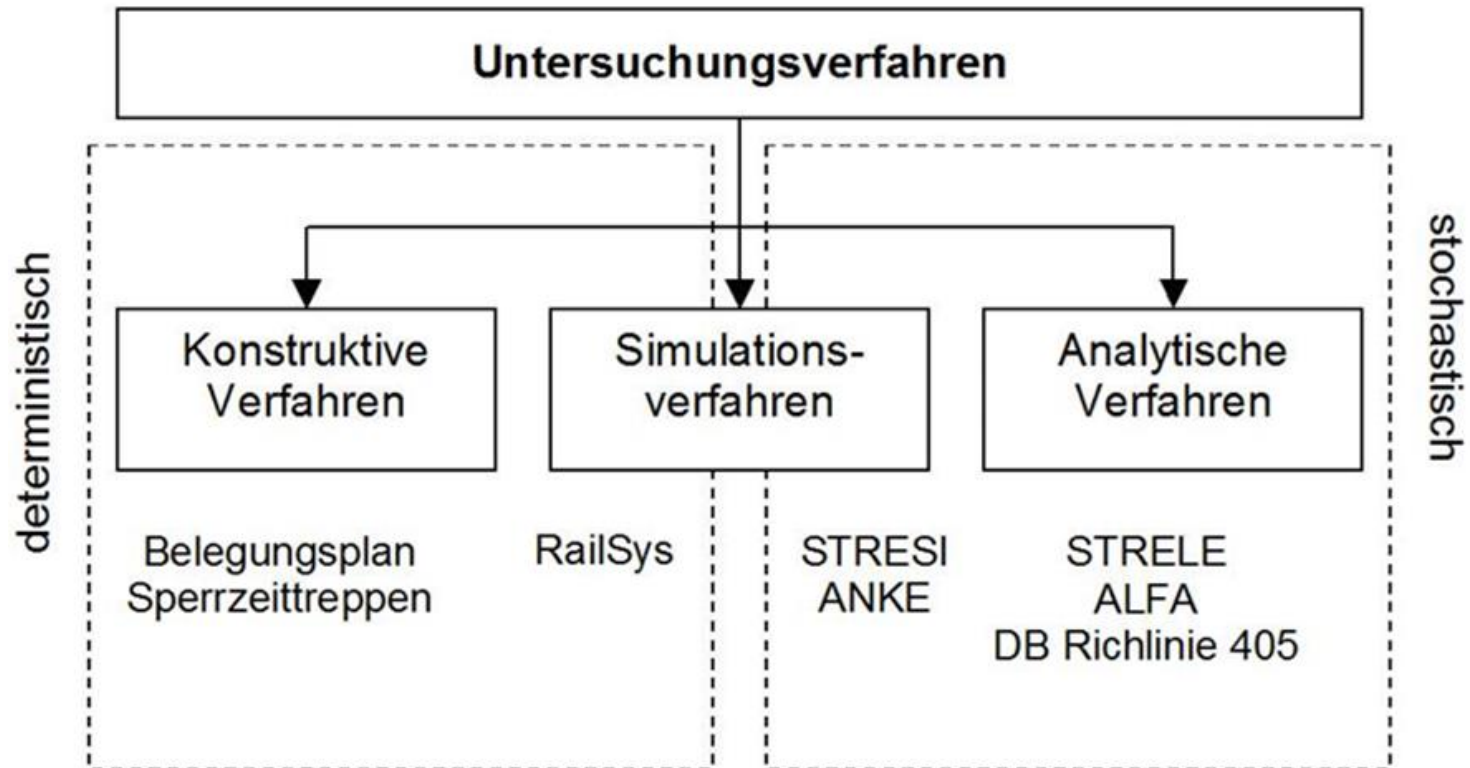 Untersuchungsverfahren
deterministisch
stochastisch
Konstruktive
Verfahren
Simulations-
verfahren
Analytische
Verfahren
Belegungsplan
Sperrzeittreppen
RailSys
STRESI
ANKE
STRELE
ALFA
DB Richlinie 405